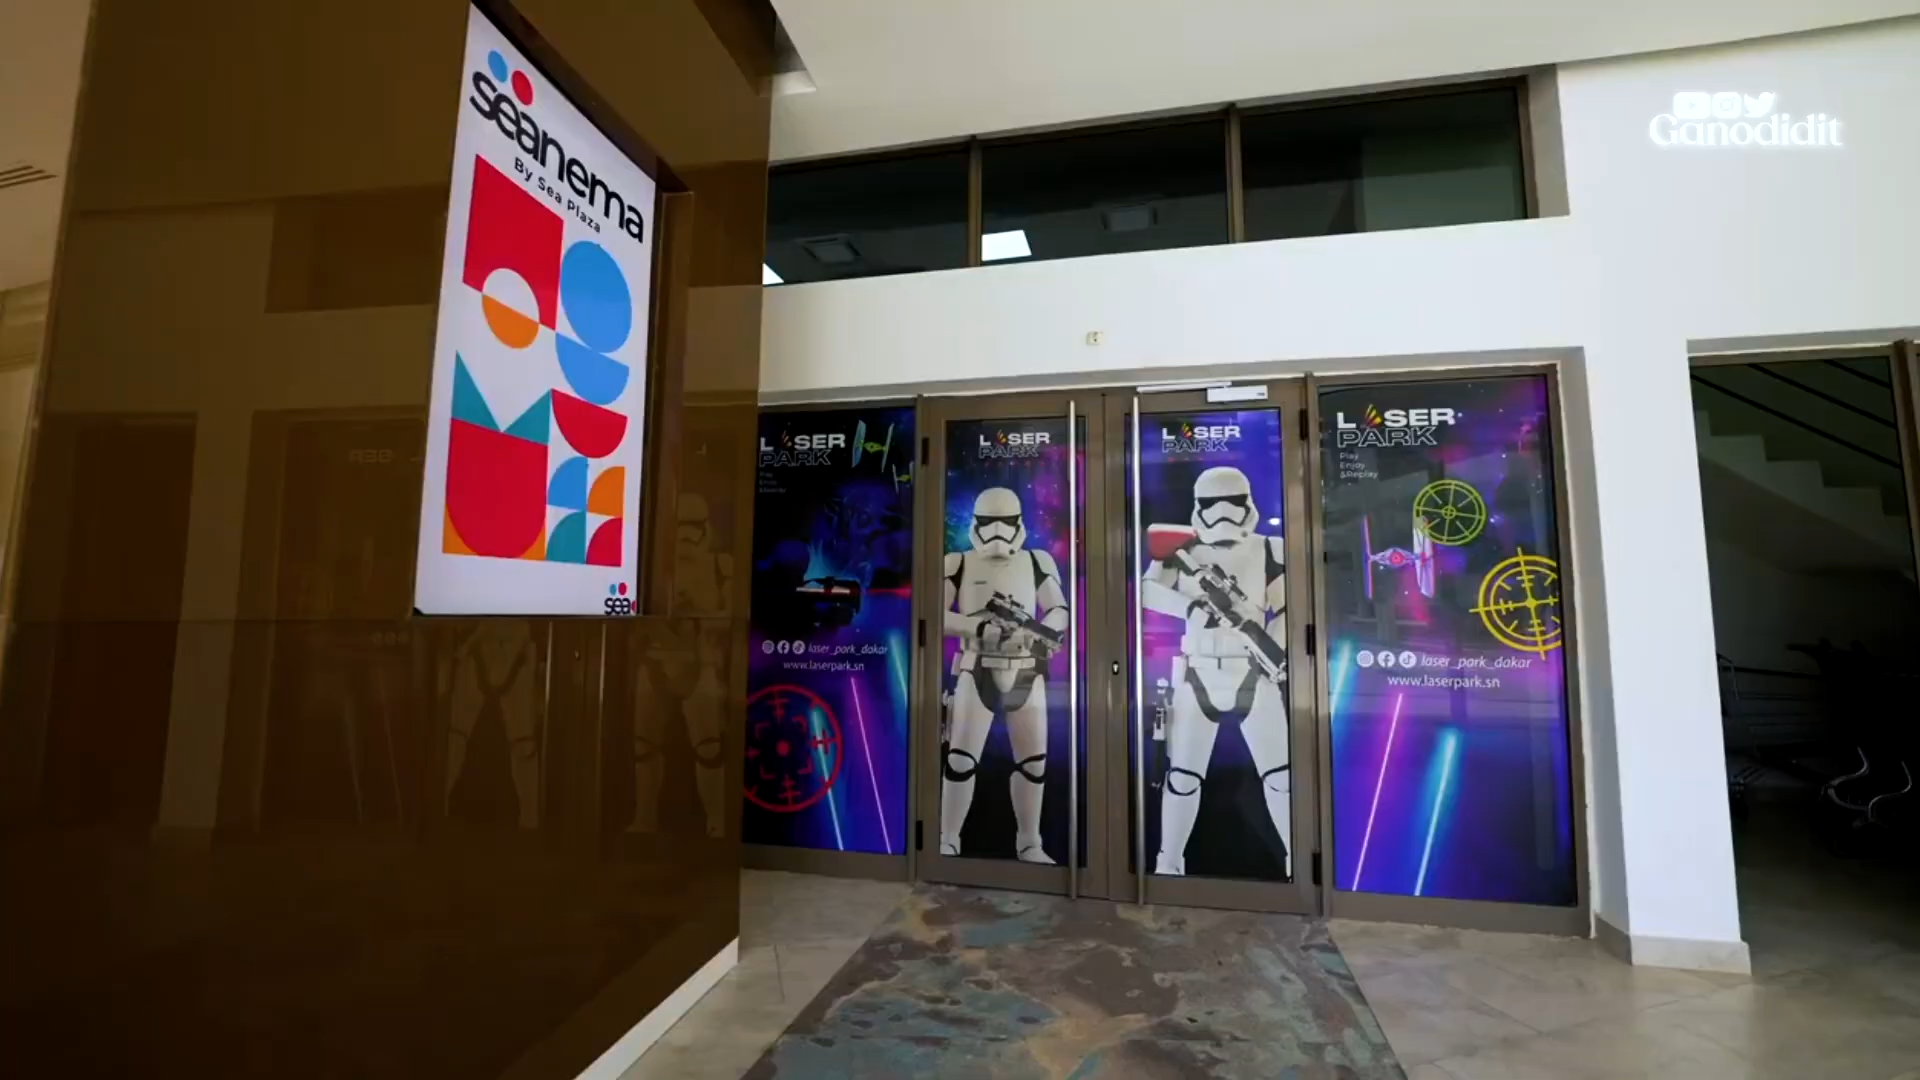 seanema
By Sea Plaza
sea
Ganodidit
LASER
PARK
laser_park_dakar
www.laserpark.sn
LASER
PARK
LASER
PARK
LASER
PARK
Play
Enjoy
&Replay
laser_park_dakar
www.laserpark.sn